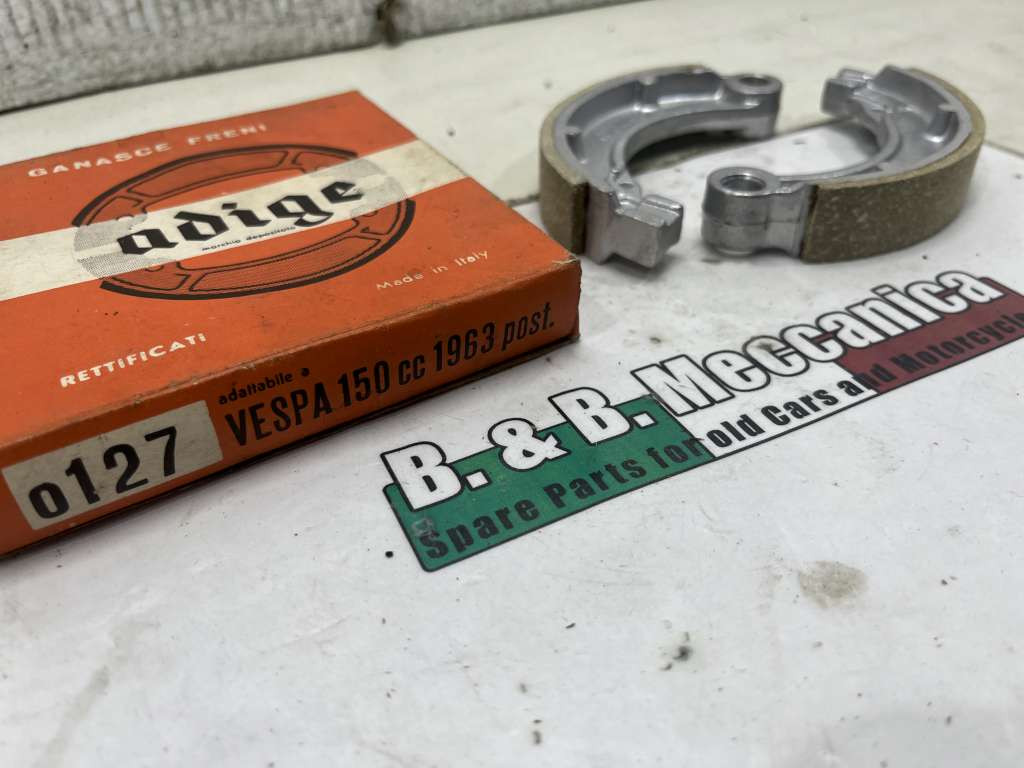 GANASCE FRENI
adige
marchio depositato
Made in Italy
RETTIFICATI
0127
adattabile a
VESPA 150 cc 1963 post.
B. & B. Meccanica
Spare Parts for old Cars and Motorcycle